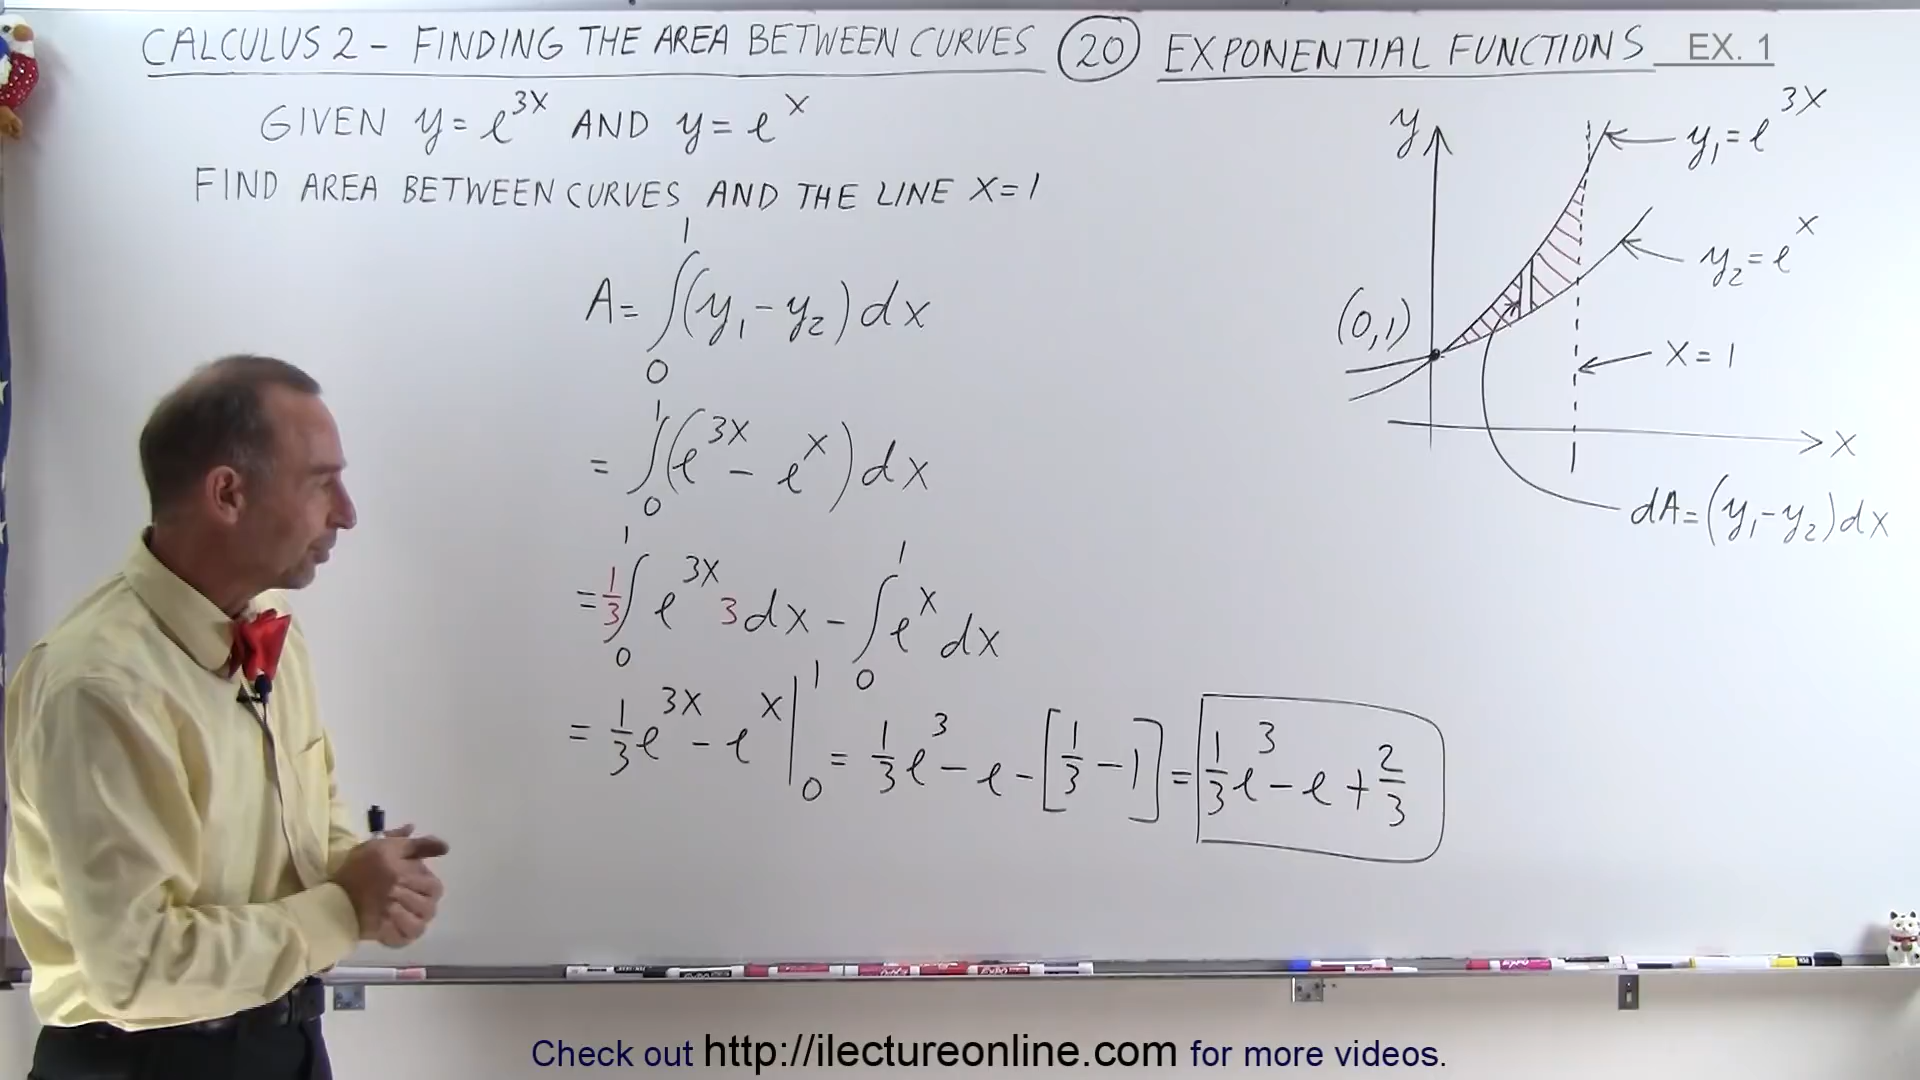 CALCULUS 2 - FINDING THE AREA BETWEEN CURVES (20) EXPONENTIAL FUNCTIONS EX. 1
GIVEN y = e^3x AND y = e^x
FIND AREA BETWEEN CURVES AND THE LINE X = 1
A = ∫_0^1 (y₁ - y₂) dx
= ∫_0^1 (e^3x - e^x) dx
= 1/3 ∫_0^1 e^3x 3 dx - ∫_0^1 e^x dx
= 1/3 e^3x - e^x |_0^1 = 1/3 e^3 - e - [1/3 - 1] = 1/3 e^3 - e + 2/3
y
y₁ = e^3x
y₂ = e^x
(0,1)
X = 1
X
dA = (y₁ - y₂) dx
Check out http://ilectureonline.com for more videos.